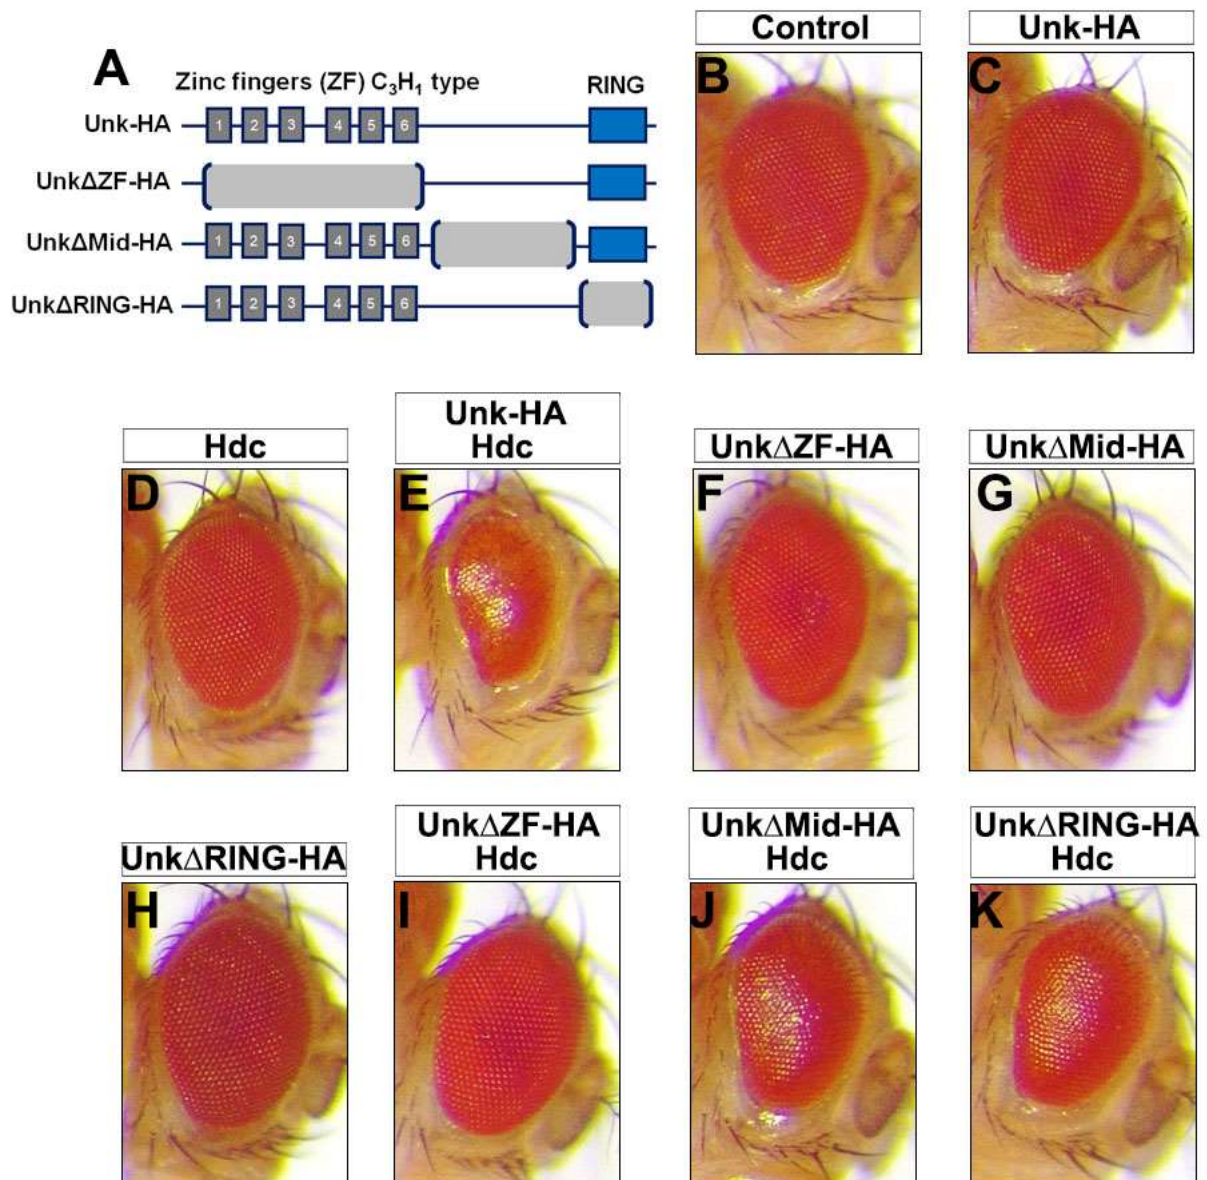 Control
Unk-HA
A
Zinc fingers (ZF) C₃H₁ type
RING
B
C
Unk-HA
1 2 3 4 5 6
UnkΔZF-HA
UnkΔMid-HA
1 2 3 4 5 6
UnkΔRING-HA
1 2 3 4 5 6
Hdc
Unk-HA
Hdc
UnkΔZF-HA
UnkΔMid-HA
D
E
F
G
UnkΔRING-HA
UnkΔZF-HA
Hdc
UnkΔMid-HA
Hdc
UnkΔRING-HA
Hdc
H
I
J
K